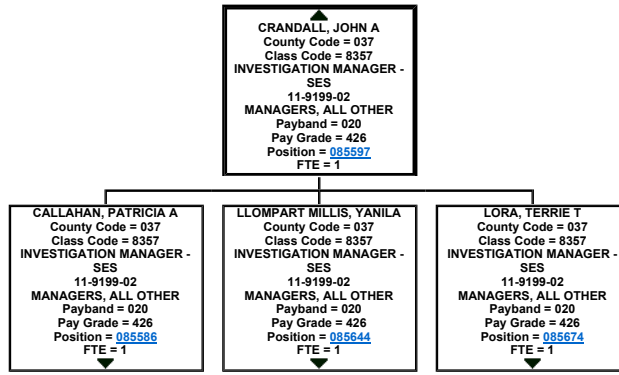 CRANDALL, JOHN A
County Code = 037
Class Code = 8357
INVESTIGATION MANAGER -
SES
11-9199-02
MANAGERS, ALL OTHER
Payband = 020
Pay Grade = 426
Position = 085597
FTE = 1
CALLAHAN, PATRICIA A
County Code = 037
Class Code = 8357
INVESTIGATION MANAGER -
SES
11-9199-02
MANAGERS, ALL OTHER
Payband = 020
Pay Grade = 426
Position = 085586
FTE = 1
LLOMPART MILLIS, YANILA
County Code = 037
Class Code = 8357
INVESTIGATION MANAGER -
SES
11-9199-02
MANAGERS, ALL OTHER
Payband = 020
Pay Grade = 426
Position = 085644
FTE = 1
LORA, TERRIE T
County Code = 037
Class Code = 8357
INVESTIGATION MANAGER -
SES
11-9199-02
MANAGERS, ALL OTHER
Payband = 020
Pay Grade = 426
Position = 085674
FTE = 1